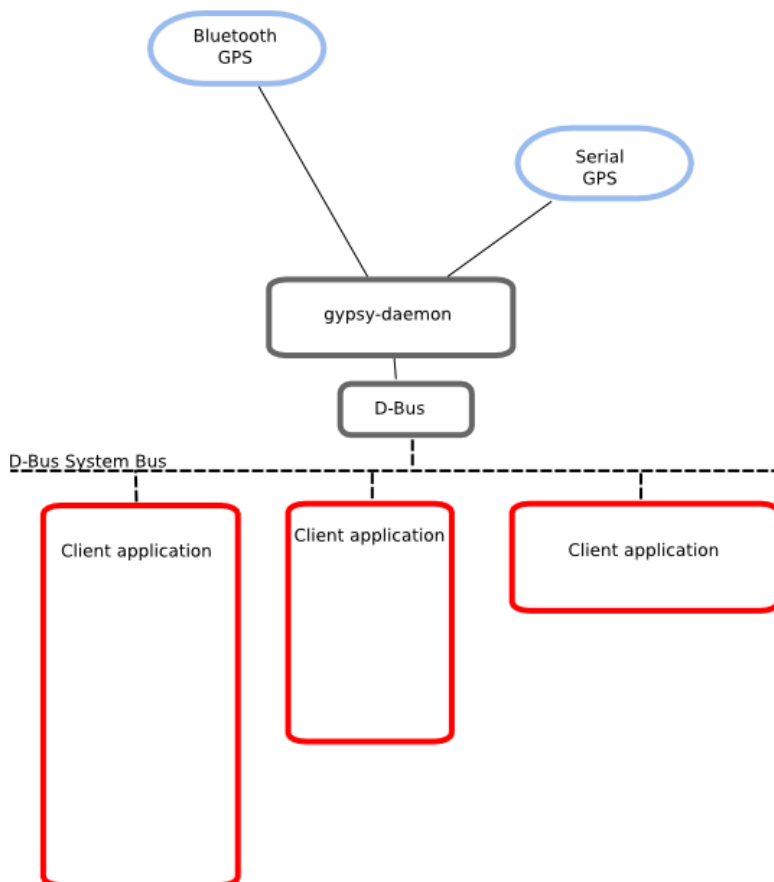 Bluetooth
GPS
Serial
GPS
gypsy-daemon
D-Bus
D-Bus System Bus
Client application
Client application
Client application